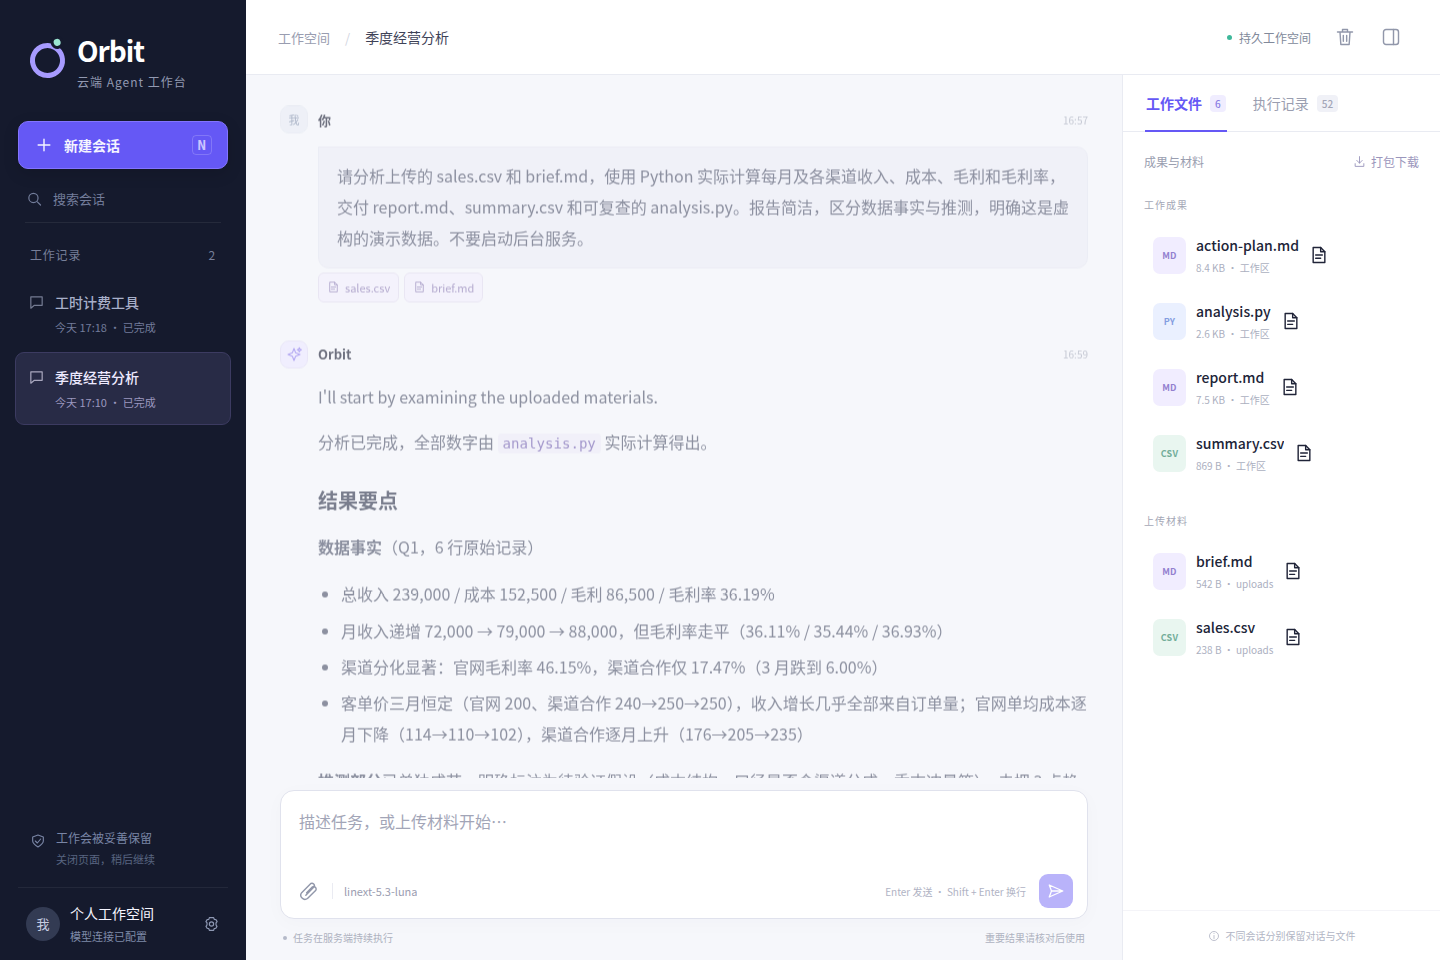 Orbit
云端 Agent 工作台
新建会话 N
搜索会话
工作记录 2
工时计费工具
今天 17:18 · 已完成
季度经营分析
今天 17:10 · 已完成
工作会被妥善保留
关闭页面，稍后继续
我 个人工作空间
模型连接已配置
工作空间 / 季度经营分析
持久工作空间
我 你 16:57
请分析上传的 sales.csv 和 brief.md，使用 Python 实际计算每月及各渠道收入、成本、毛利和毛利率，
交付 report.md、summary.csv 和可复查的 analysis.py。报告简洁，区分数据事实与推测，明确这是虚
构的演示数据。不要启动后台服务。
sales.csv brief.md
Orbit 16:59
I'll start by examining the uploaded materials.
分析已完成，全部数字由 analysis.py 实际计算得出。
结果要点
数据事实（Q1，6 行原始记录）
• 总收入 239,000 / 成本 152,500 / 毛利 86,500 / 毛利率 36.19%
• 月收入递增 72,000 → 79,000 → 88,000，但毛利率走平（36.11% / 35.44% / 36.93%）
• 渠道分化显著：官网毛利率 46.15%，渠道合作仅 17.47%（3 月跌到 6.00%）
• 客单价三月恒定（官网 200、渠道合作 240→250→250），收入增长几乎全部来自订单量；官网单均成本逐
月下降（114→110→102），渠道合作逐月上升（176→205→235）
描述任务，或上传材料开始…
linext-5.3-luna Enter 发送 · Shift + Enter 换行
任务在服务端持续执行 重要结果请核对后使用
工作文件 6 执行记录 52
成果与材料 打包下载
工作成果
MD action-plan.md
8.4 KB · 工作区
PY analysis.py
2.6 KB · 工作区
MD report.md
7.5 KB · 工作区
CSV summary.csv
869 B · 工作区
上传材料
MD brief.md
542 B · uploads
CSV sales.csv
238 B · uploads
不同会话分别保留对话与文件